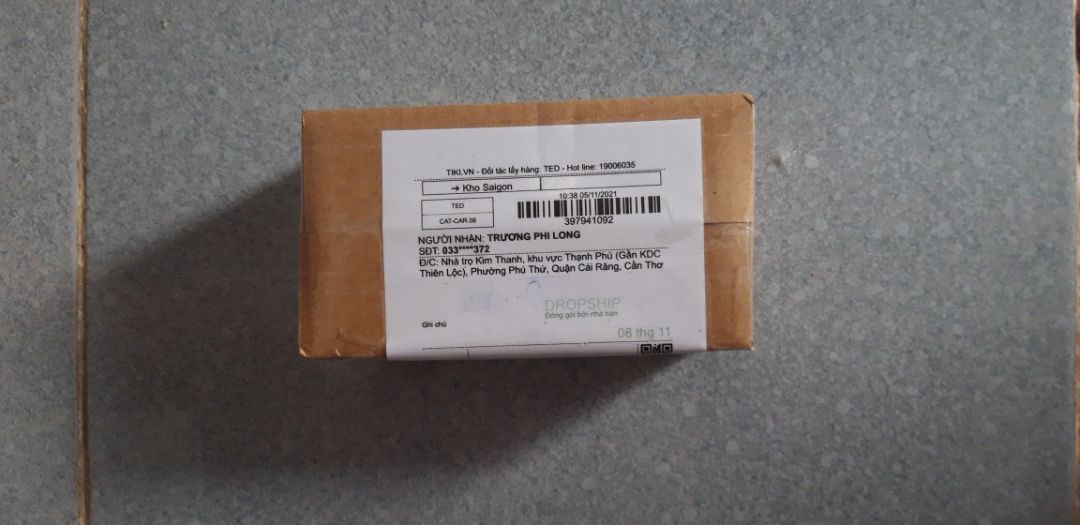 TIKI.VN - Đối tác lấy hàng: TED - Hot line: 19006035
➔ Kho Saigon
10:38 05/11/2021
TED
CAT-CAR.08
397941092
NGƯỜI NHẬN: TRƯƠNG PHI LONG
SĐT: 033****372
Đ/C: Nhà trọ Kim Thanh, khu vực Thạnh Phú (Gần KDC
Thiên Lộc), Phường Phú Thứ, Quận Cái Răng, Cần Thơ
DROPSHIP
Đóng gói bởi nhà bán
Ghi chú
08 thg 11